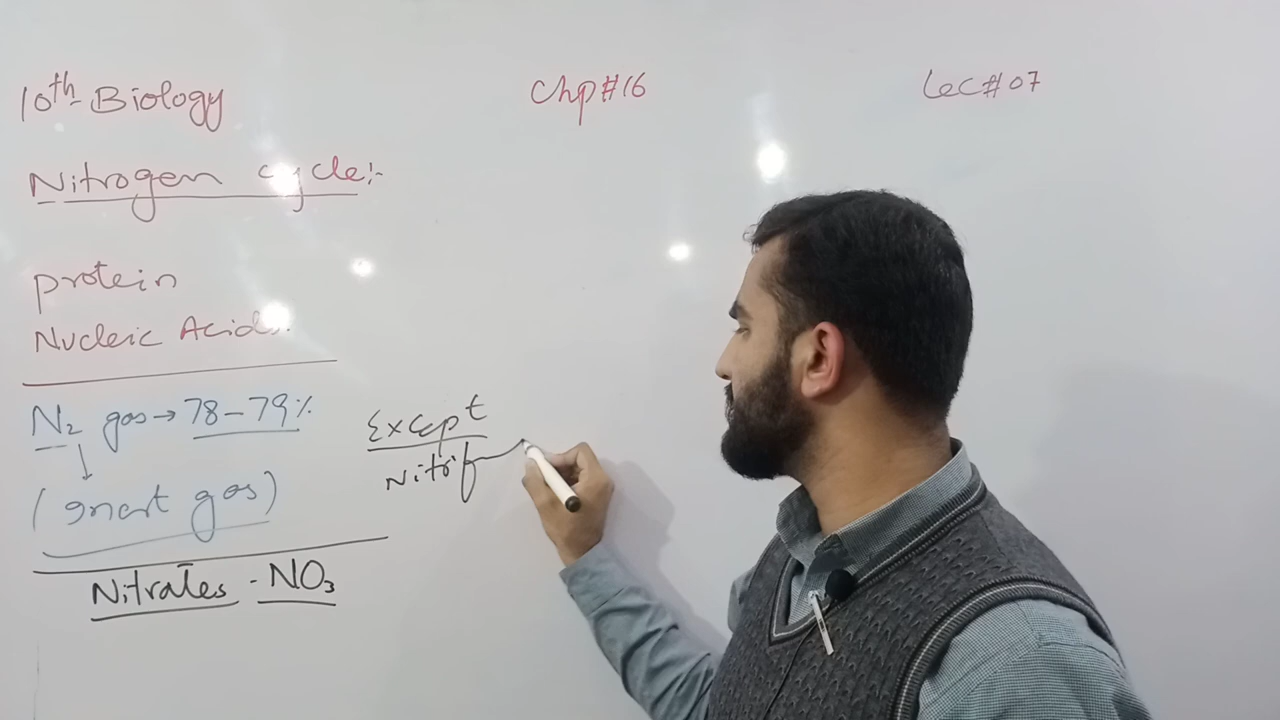 10th Biology
Chp#16
Lec#07
Nitrogen cycle:-
protein
Nucleic Acids.
N2 gas → 78-79%
(Inert gas)
Nitrates - NO3
Except
Nitrif